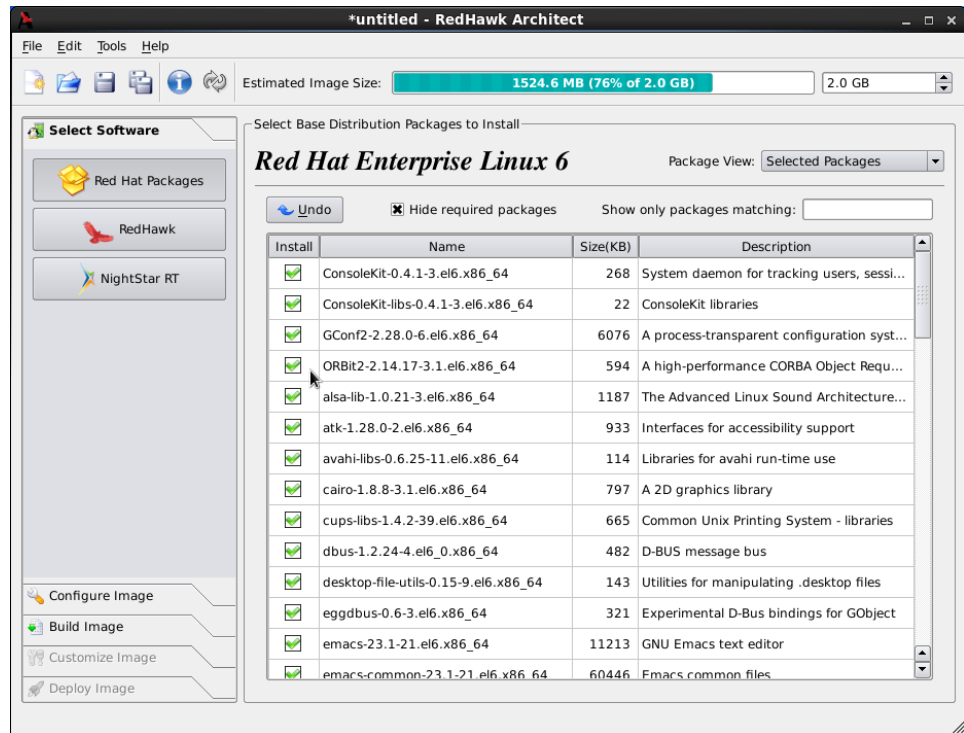 *untitled - RedHawk Architect
File Edit Tools Help
Estimated Image Size: 1524.6 MB (76% of 2.0 GB) 2.0 GB
Select Software
Red Hat Packages
RedHawk
NightStar RT
Configure Image
Build Image
Customize Image
Deploy Image
Select Base Distribution Packages to Install
Red Hat Enterprise Linux 6 Package View: Selected Packages
Undo Hide required packages Show only packages matching:
Install Name Size(KB) Description
ConsoleKit-0.4.1-3.el6.x86_64 268 System daemon for tracking users, sessi...
ConsoleKit-libs-0.4.1-3.el6.x86_64 22 ConsoleKit libraries
GConf2-2.28.0-6.el6.x86_64 6076 A process-transparent configuration syst...
ORBit2-2.14.17-3.1.el6.x86_64 594 A high-performance CORBA Object Requ...
alsa-lib-1.0.21-3.el6.x86_64 1187 The Advanced Linux Sound Architecture...
atk-1.28.0-2.el6.x86_64 933 Interfaces for accessibility support
avahi-libs-0.6.25-11.el6.x86_64 114 Libraries for avahi run-time use
cairo-1.8.8-3.1.el6.x86_64 797 A 2D graphics library
cups-libs-1.4.2-39.el6.x86_64 665 Common Unix Printing System - libraries
dbus-1.2.24-4.el6_0.x86_64 482 D-BUS message bus
desktop-file-utils-0.15-9.el6.x86_64 143 Utilities for manipulating .desktop files
eggdbus-0.6-3.el6.x86_64 321 Experimental D-Bus bindings for GObject
emacs-23.1-21.el6.x86_64 11213 GNU Emacs text editor
emacs-common-23.1-21.el6.x86_64 60446 Emacs common files